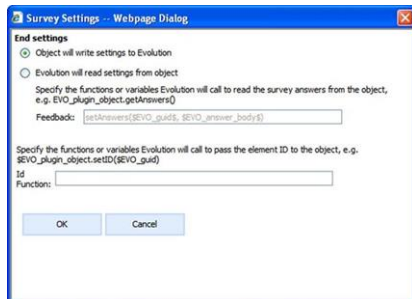 Survey Settings -- Webpage Dialog
End settings
Object will write settings to Evolution
Evolution will read settings from object
Specify the functions or variables Evolution will call to read the survey answers from the object,
e.g. EVO_plugin_object.getAnswers()
Feedback: setAnswers($EVO_guid$, $EVO_answer_body$)
Specify the functions or variables Evolution will call to pass the element ID to the object, e.g.
$EVO_plugin_object.setID($EVO_guid)
Id
Function:
OK Cancel